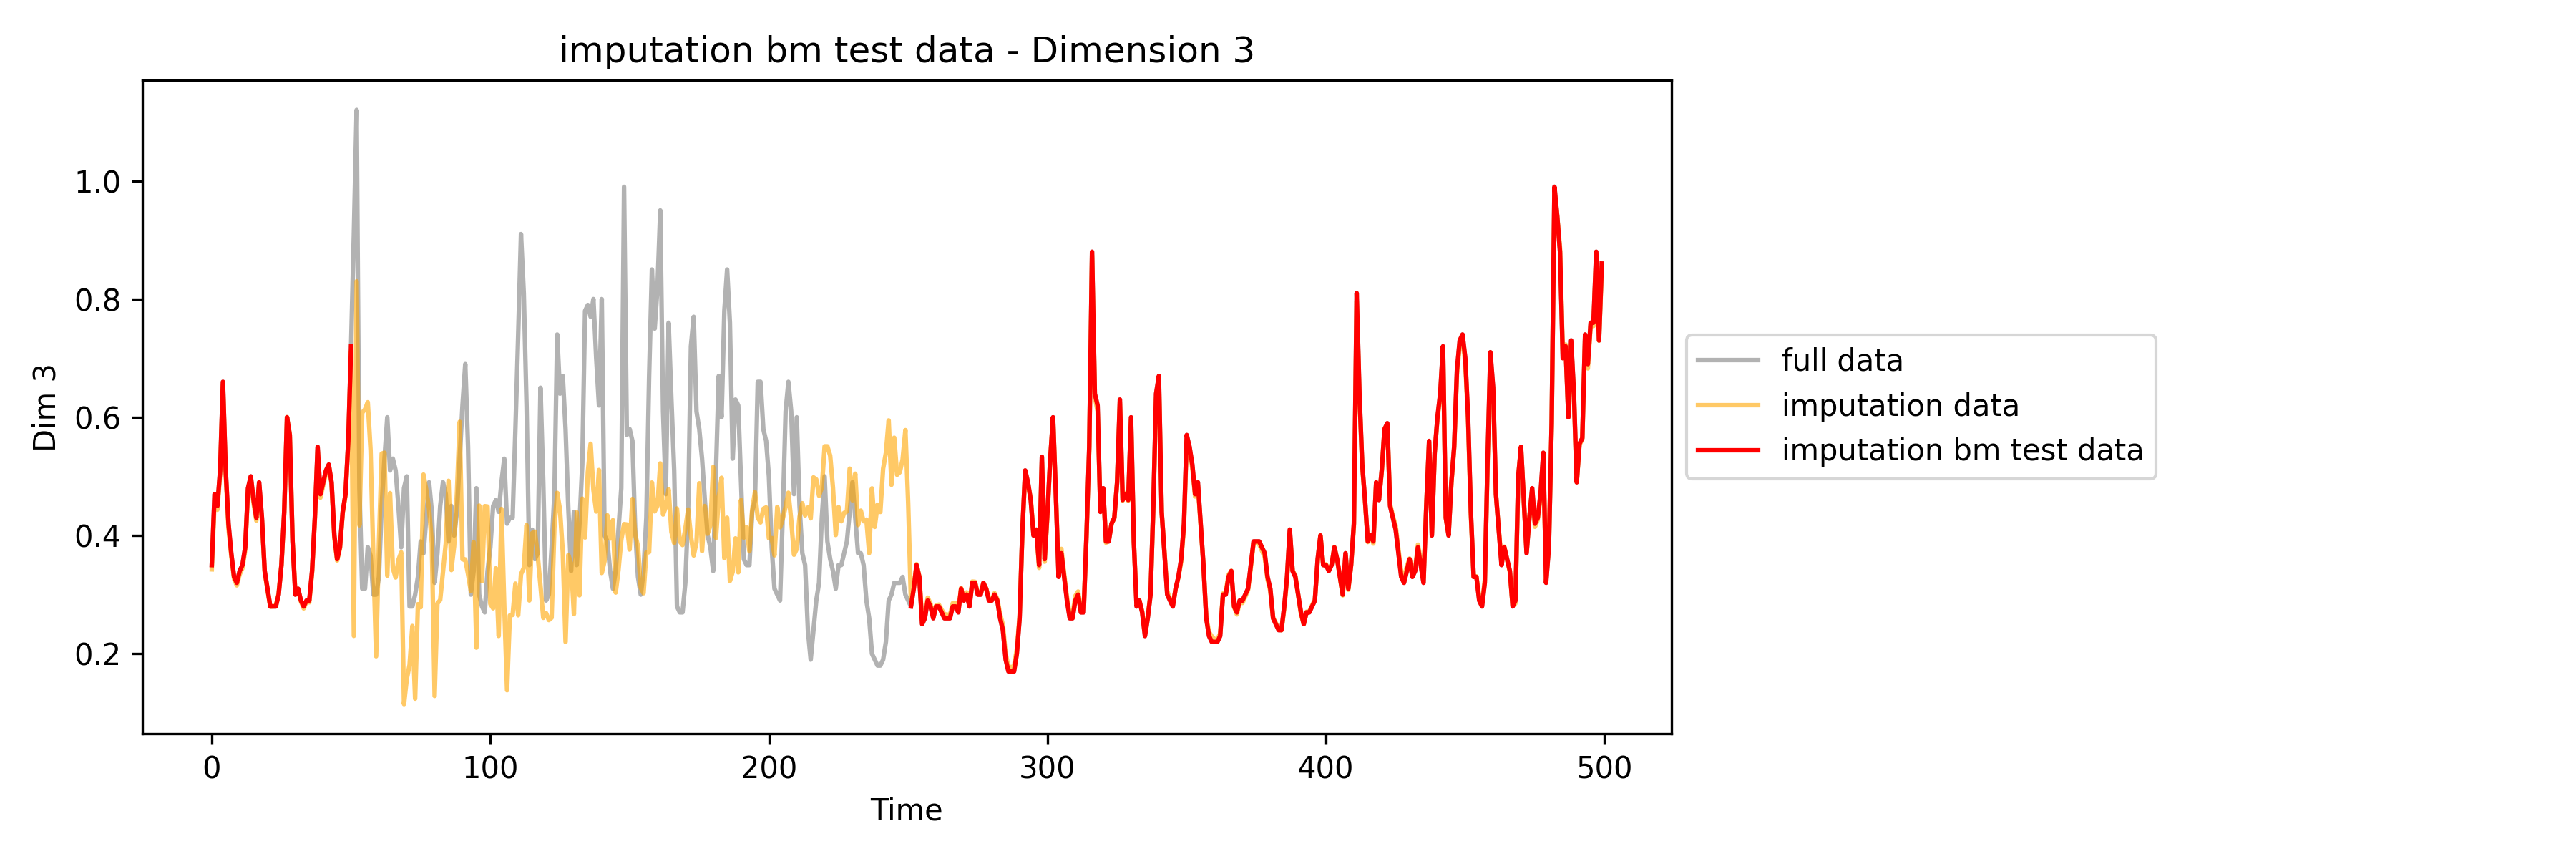 imputation bm test data - Dimension 3
1.0
0.8
0.6
0.4
0.2
Dim 3
0 100 200 300 400 500
Time
full data
imputation data
imputation bm test data